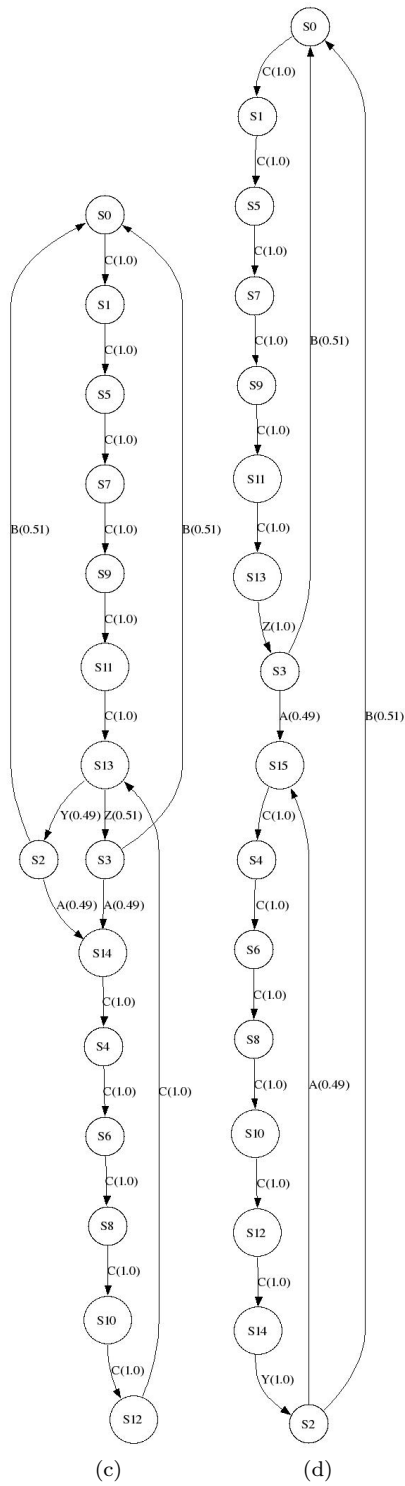 S0
C(1.0)
S1
C(1.0)
S5
C(1.0)
S7
C(1.0)
S9
C(1.0)
S11
C(1.0)
S13
Y(0.49)
Z(0.51)
B(0.51)
B(0.51)
S2
S3
A(0.49)
A(0.49)
S14
C(1.0)
S4
C(1.0)
C(1.0)
S6
C(1.0)
S8
C(1.0)
S10
C(1.0)
S12
(c)
S0
C(1.0)
S1
C(1.0)
S5
C(1.0)
S7
C(1.0)
B(0.51)
S9
C(1.0)
S11
C(1.0)
S13
Z(1.0)
S3
A(0.49)
B(0.51)
S15
C(1.0)
S4
C(1.0)
S6
C(1.0)
S8
C(1.0)
A(0.49)
S10
C(1.0)
S12
C(1.0)
S14
Y(1.0)
S2
(d)